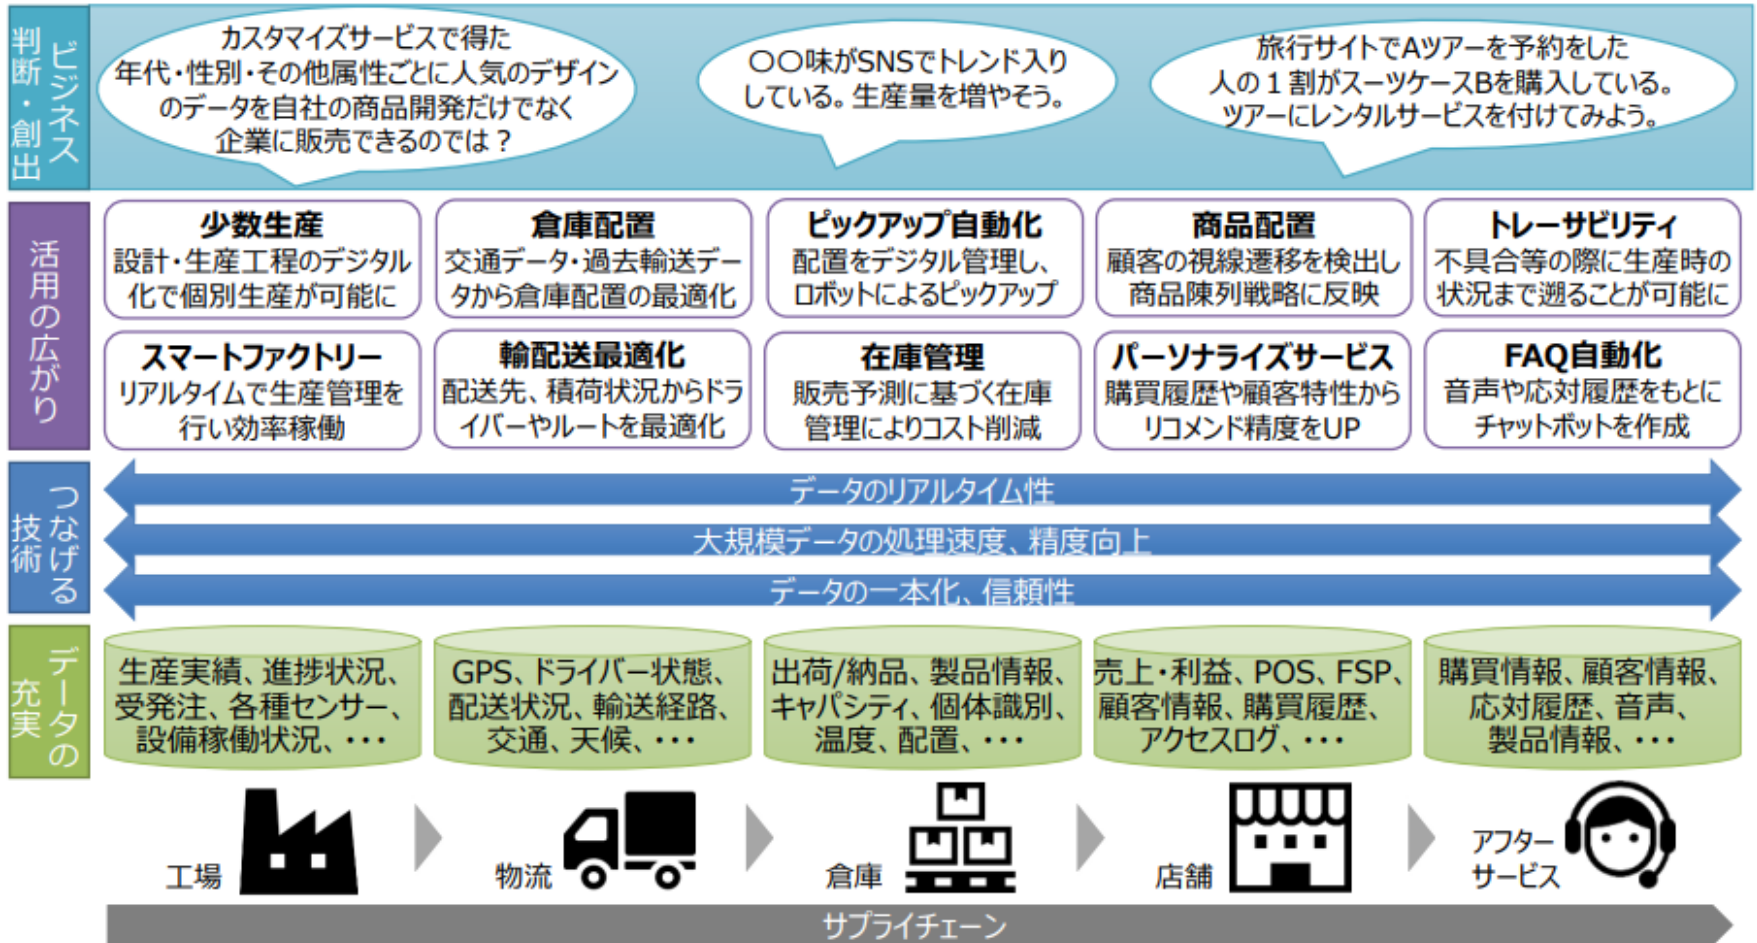 ビジネス
判断・創出
カスタマイズサービスで得た
年代・性別・その他属性ごとに人気のデザイン
のデータを自社の商品開発だけでなく
企業に販売できるのでは？
〇〇味がSNSでトレンド入り
している。生産量を増やそう。
旅行サイトでAツアーを予約をした
人の１割がスーツケースBを購入している。
ツアーにレンタルサービスを付けてみよう。
活用の広がり
少数生産
設計・生産工程のデジタル
化で個別生産が可能に
倉庫配置
交通データ・過去輸送デー
タから倉庫配置の最適化
ピックアップ自動化
配置をデジタル管理し、
ロボットによるピックアップ
商品配置
顧客の視線遷移を検出し
商品陳列戦略に反映
トレーサビリティ
不具合等の際に生産時の
状況まで遡ることが可能に
スマートファクトリー
リアルタイムで生産管理を
行い効率稼働
輸配送最適化
配送先、積荷状況からドラ
イバーやルートを最適化
在庫管理
販売予測に基づく在庫
管理によりコスト削減
パーソナライズサービス
購買履歴や顧客特性から
リコメンド精度をUP
FAQ自動化
音声や応対履歴をもとに
チャットボットを作成
つなげる
技術
データのリアルタイム性
大規模データの処理速度、精度向上
データの一本化、信頼性
データの
充実
生産実績、進捗状況、
受発注、各種センサー、
設備稼働状況、・・・
GPS、ドライバー状態、
配送状況、輸送経路、
交通、天候、・・・
出荷/納品、製品情報、
キャパシティ、個体識別、
温度、配置、・・・
売上・利益、POS、FSP、
顧客情報、購買履歴、
アクセスログ、・・・
購買情報、顧客情報、
応対履歴、音声、
製品情報、・・・
工場
物流
倉庫
店舗
アフター
サービス
サプライチェーン